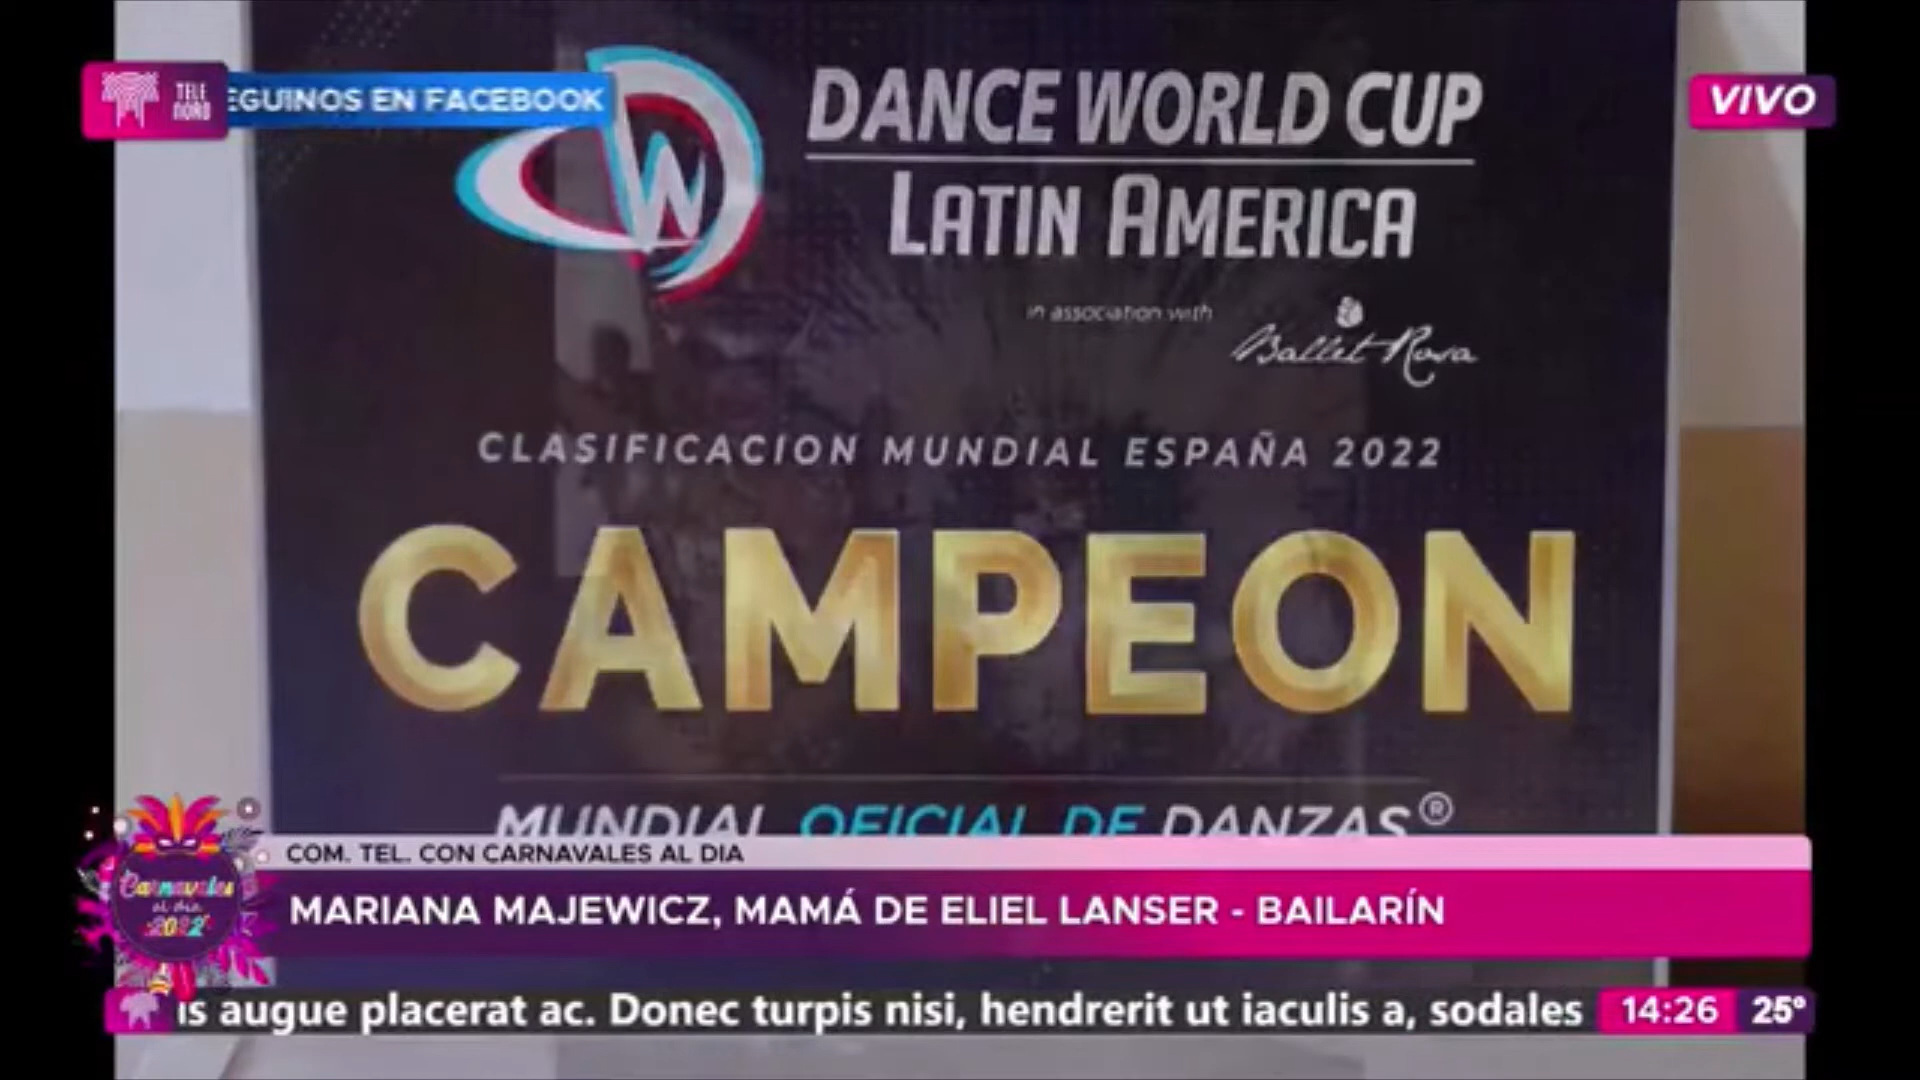 TELE
NORD
EGUINOS EN FACEBOOK
VIVO
DANCE WORLD CUP
LATIN AMERICA
in association with
Ballet Rosa
CLASIFICACION MUNDIAL ESPAÑA 2022
CAMPEON
MUNDIAL OFICIAL DE DANZAS®
COM. TEL. CON CARNAVALES AL DIA
MARIANA MAJEWICZ, MAMÁ DE ELIEL LANSER - BAILARÍN
Carnavales
al día
2022
is augue placerat ac. Donec turpis nisi, hendrerit ut iaculis a, sodales
14:26
25°